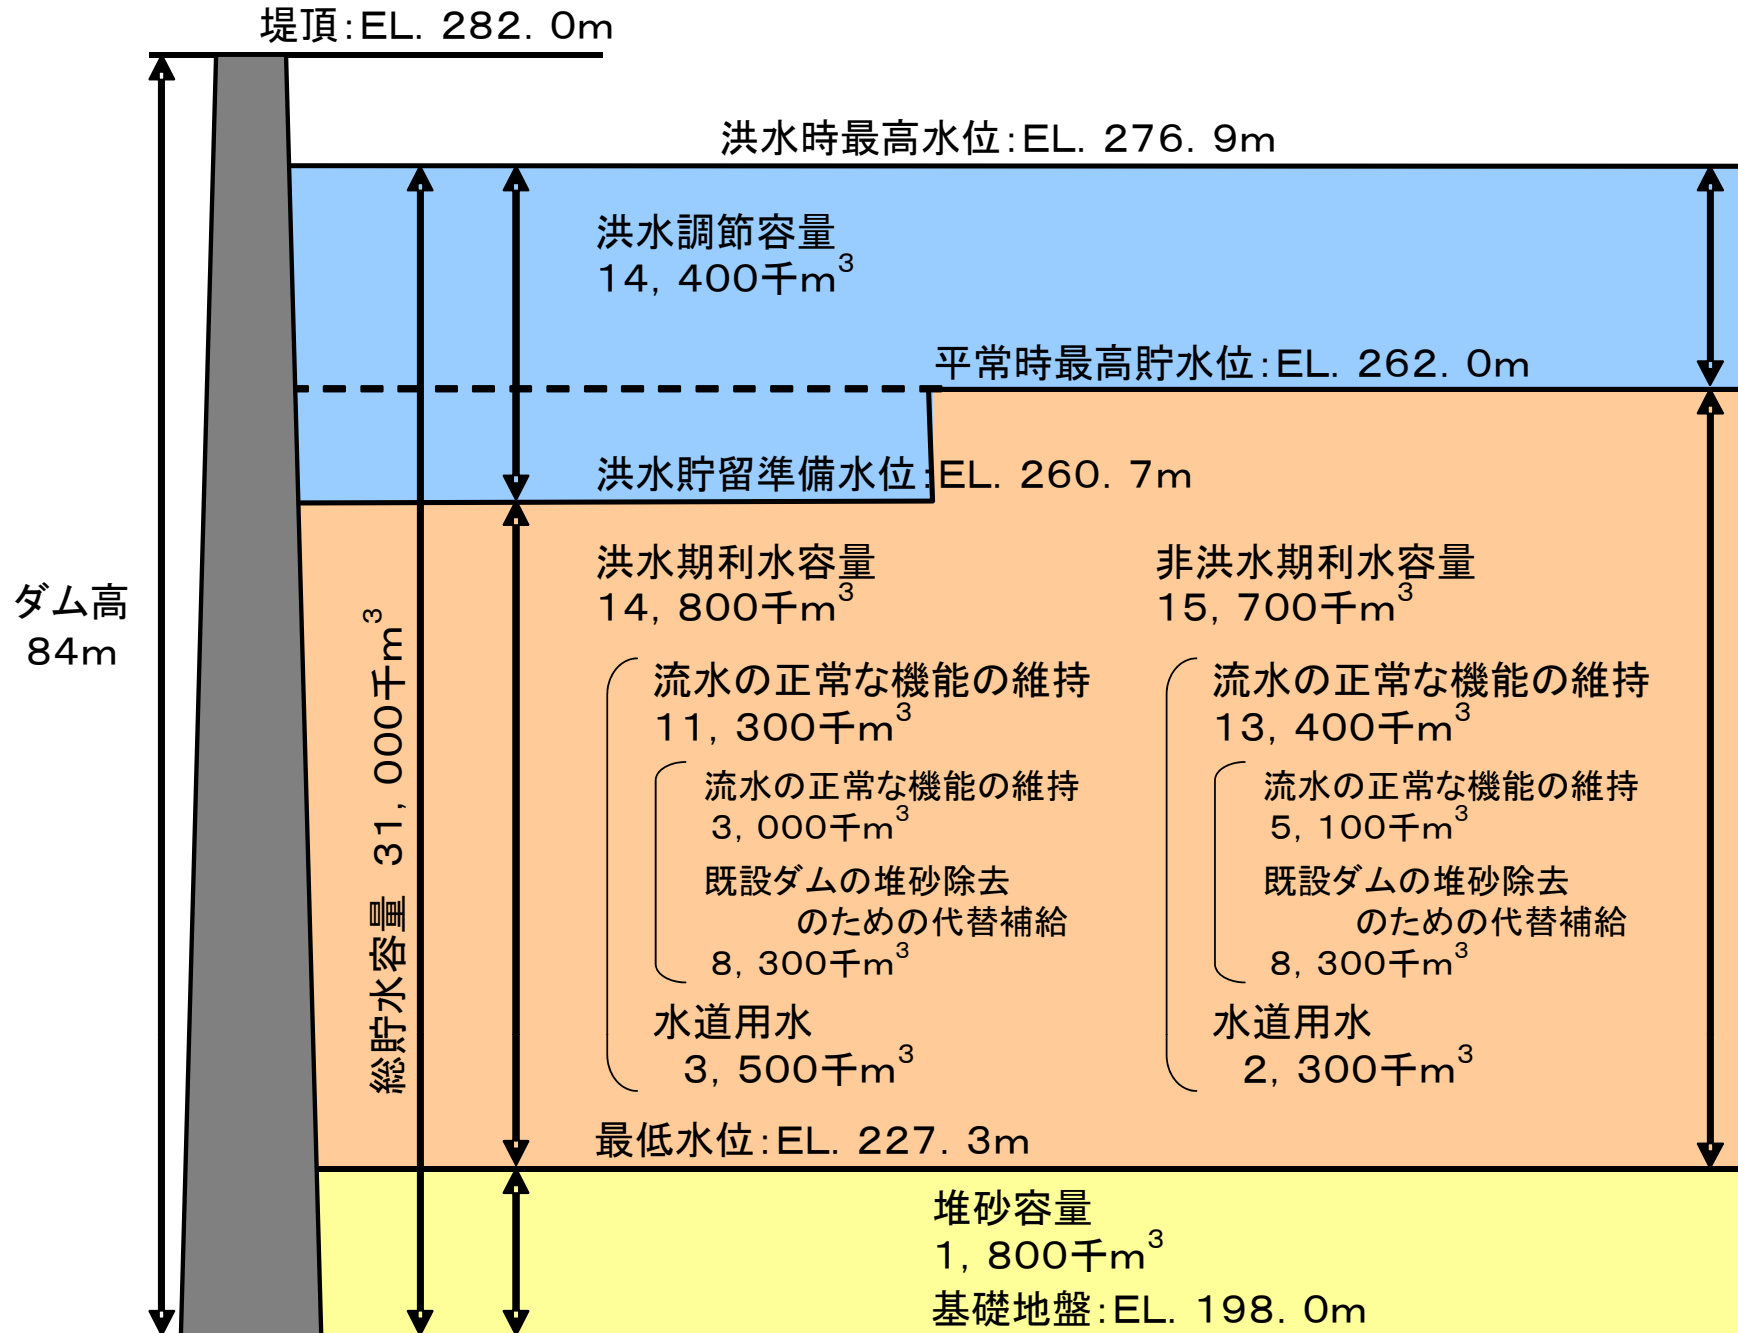 堤頂:EL. 282. 0m
洪水時最高水位:EL. 276. 9m
洪水調節容量
14, 400千m³
平常時最高貯水位:EL. 262. 0m
洪水貯留準備水位:EL. 260. 7m
ダム高
84m
総貯水容量 31, 000千m³
洪水期利水容量
14, 800千m³
流水の正常な機能の維持
11, 300千m³
流水の正常な機能の維持
3, 000千m³
既設ダムの堆砂除去
のための代替補給
8, 300千m³
水道用水
3, 500千m³
非洪水期利水容量
15, 700千m³
流水の正常な機能の維持
13, 400千m³
流水の正常な機能の維持
5, 100千m³
既設ダムの堆砂除去
のための代替補給
8, 300千m³
水道用水
2, 300千m³
最低水位:EL. 227. 3m
堆砂容量
1, 800千m³
基礎地盤:EL. 198. 0m